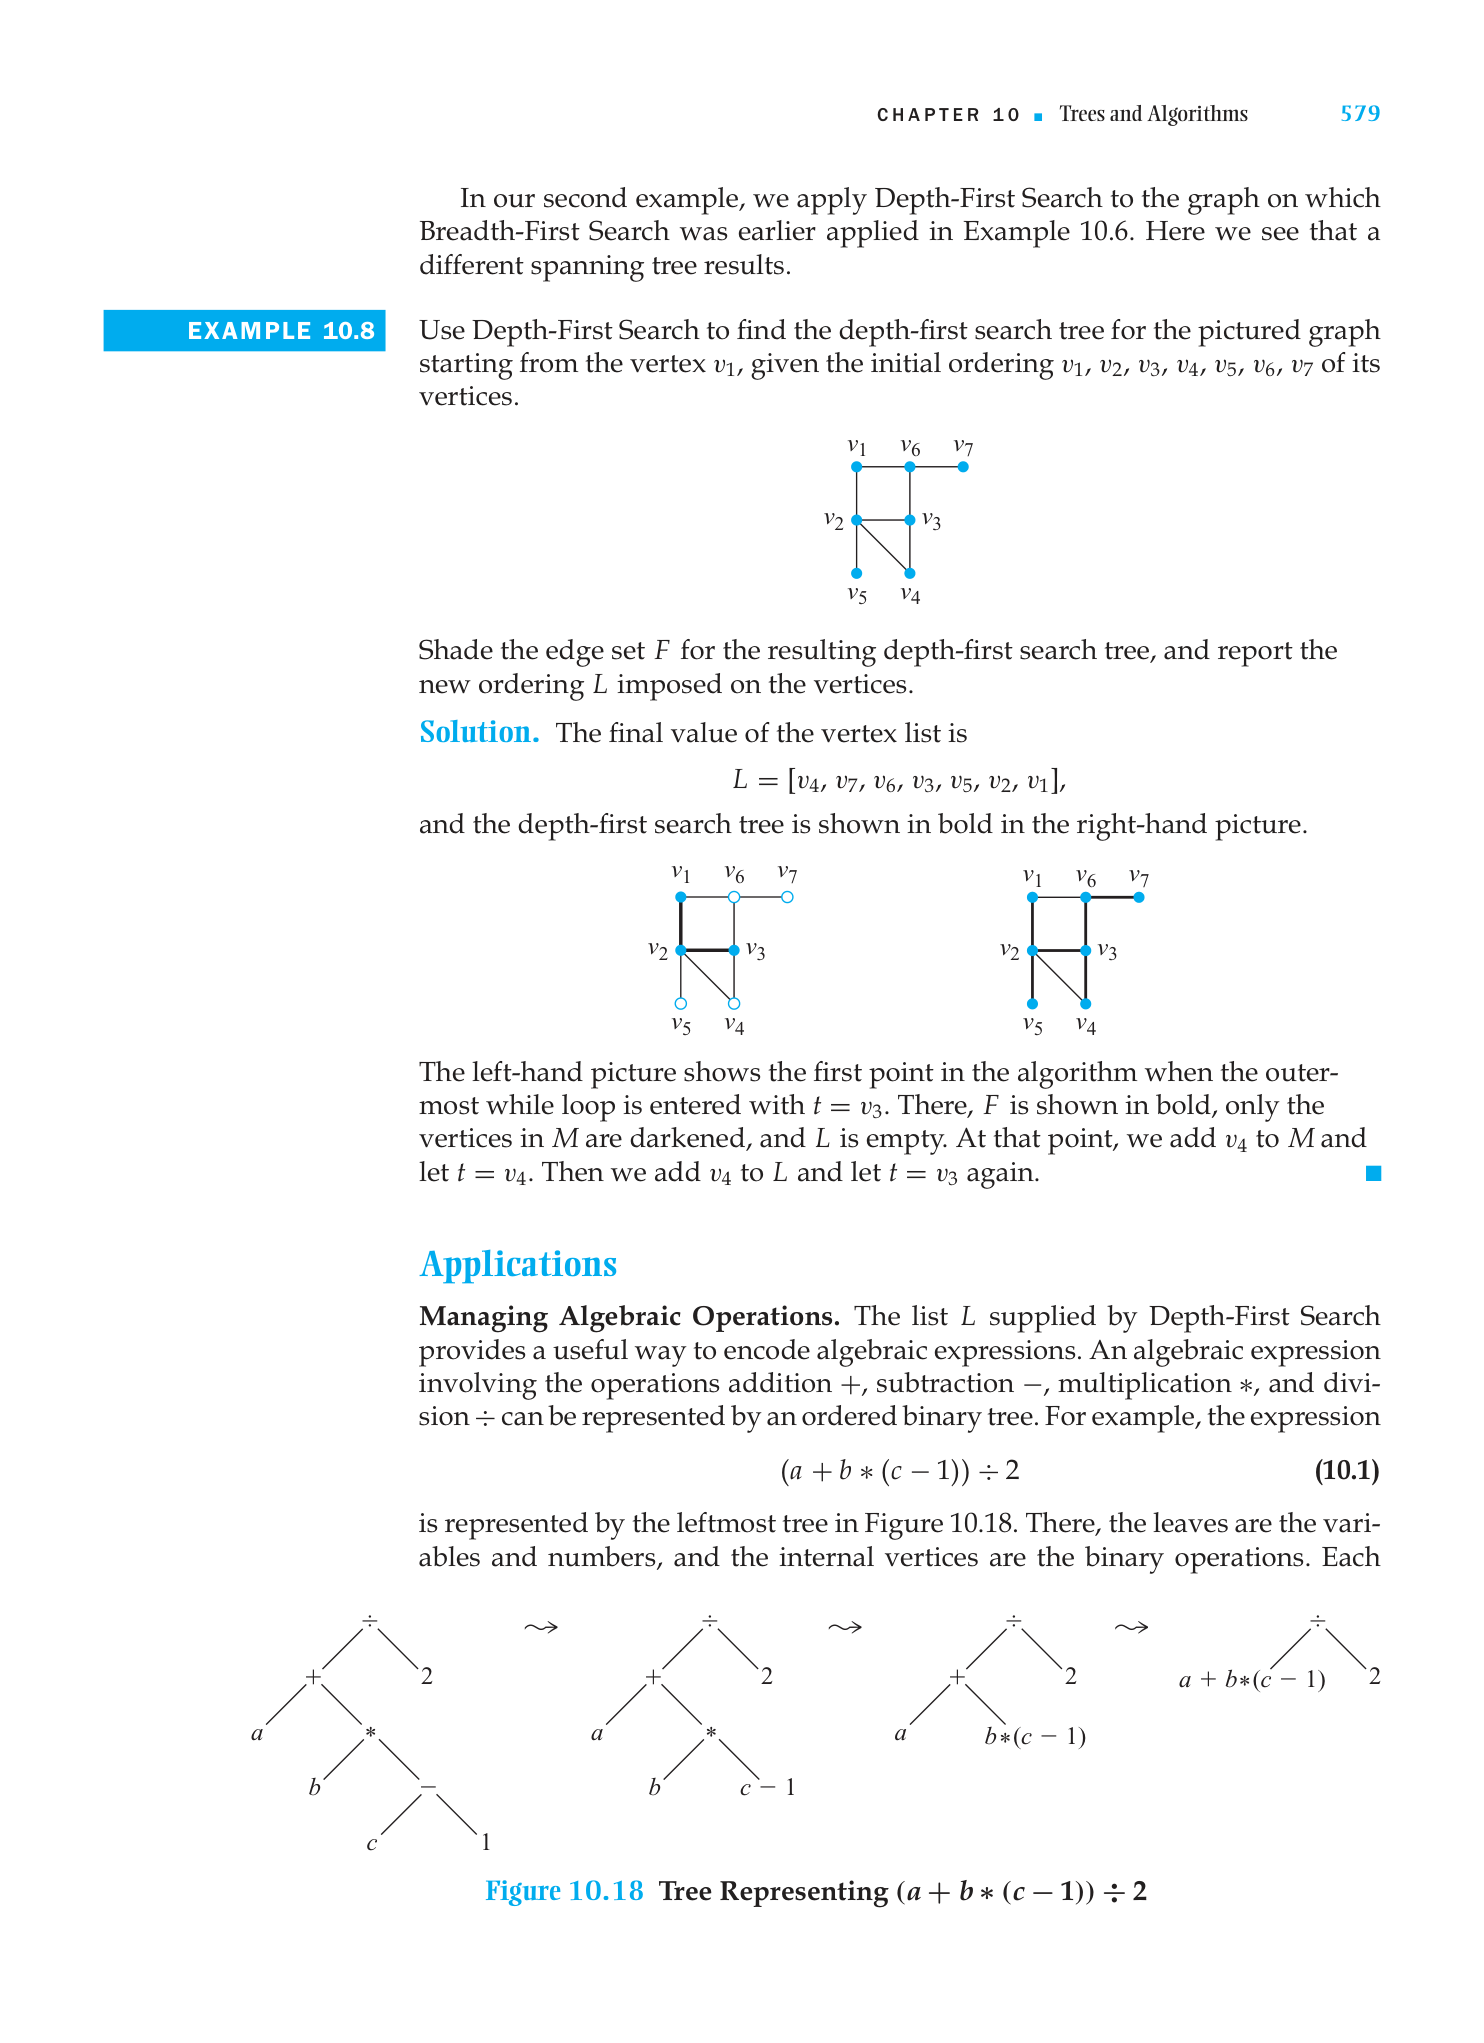 CHAPTER 10 ■ Trees and Algorithms 579
In our second example, we apply Depth-First Search to the graph on which
Breadth-First Search was earlier applied in Example 10.6. Here we see that a
different spanning tree results.
EXAMPLE 10.8 Use Depth-First Search to find the depth-first search tree for the pictured graph
starting from the vertex v1, given the initial ordering v1, v2, v3, v4, v5, v6, v7 of its
vertices.
v1 v6 v7
v2 v3
v5 v4
Shade the edge set F for the resulting depth-first search tree, and report the
new ordering L imposed on the vertices.
Solution. The final value of the vertex list is
L = [v4, v7, v6, v3, v5, v2, v1],
and the depth-first search tree is shown in bold in the right-hand picture.
v1 v6 v7 v1 v6 v7
v2 v3 v2 v3
v5 v4 v5 v4
The left-hand picture shows the first point in the algorithm when the outer-
most while loop is entered with t = v3. There, F is shown in bold, only the
vertices in M are darkened, and L is empty. At that point, we add v4 to M and
let t = v4. Then we add v4 to L and let t = v3 again. ■
Applications
Managing Algebraic Operations. The list L supplied by Depth-First Search
provides a useful way to encode algebraic expressions. An algebraic expression
involving the operations addition +, subtraction −, multiplication ∗, and divi-
sion ÷ can be represented by an ordered binary tree. For example, the expression
(a + b ∗ (c − 1)) ÷ 2 (10.1)
is represented by the leftmost tree in Figure 10.18. There, the leaves are the vari-
ables and numbers, and the internal vertices are the binary operations. Each
÷ ⤳ ÷ ⤳ ÷ ⤳ ÷
+ 2 + 2 + 2 a + b∗(c − 1) 2
a ∗ a ∗ a b∗(c − 1)
b − b c − 1
c 1
Figure 10.18 Tree Representing (a + b ∗ (c − 1)) ÷ 2